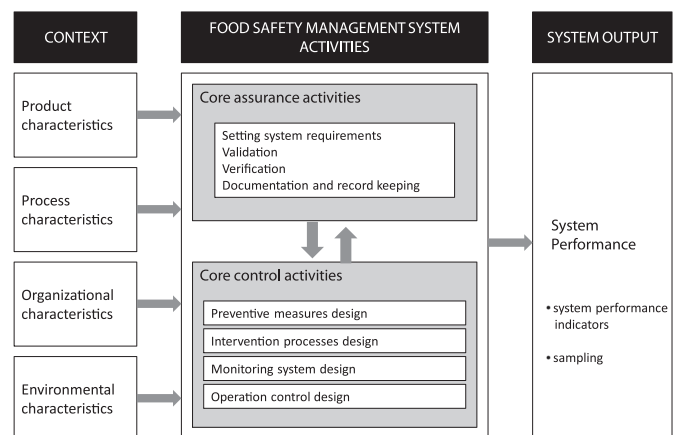 CONTEXT
FOOD SAFETY MANAGEMENT SYSTEM
ACTIVITIES
SYSTEM OUTPUT
Product
characteristics
Process
characteristics
Organizational
characteristics
Environmental
characteristics
Core assurance activities
Setting system requirements
Validation
Verification
Documentation and record keeping
Core control activities
Preventive measures design
Intervention processes design
Monitoring system design
Operation control design
System
Performance
• system performance
indicators
• sampling